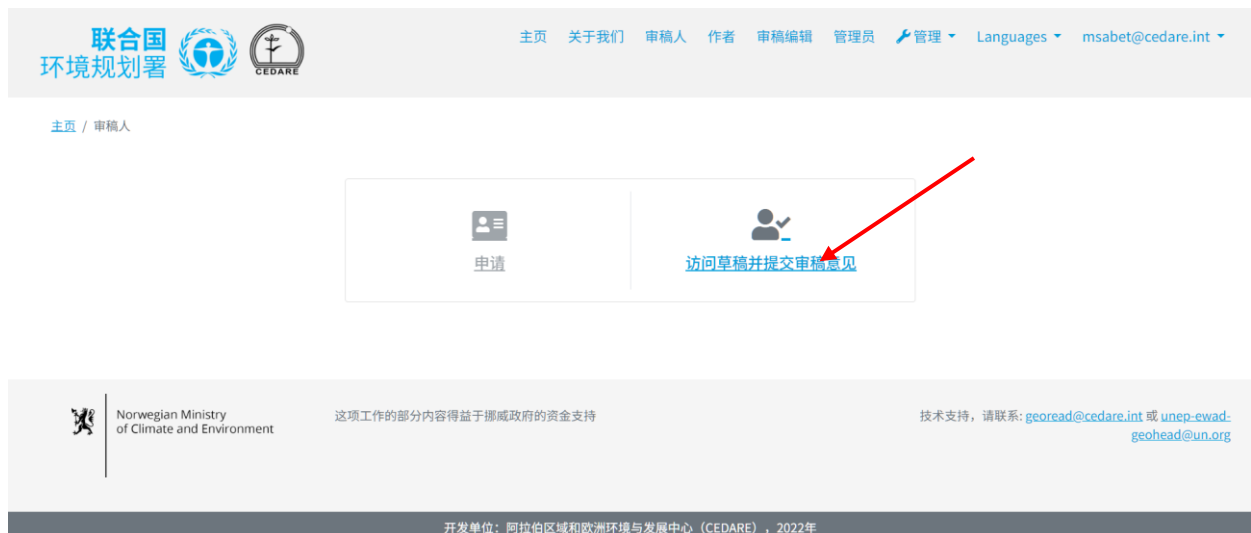 联合国
环境规划署
CEDARE
主页 关于我们 审稿人 作者 审稿编辑 管理员 管理 Languages msabet@cedare.int
主页 / 审稿人
申请
访问草稿并提交审稿意见
Norwegian Ministry
of Climate and Environment
这项工作的部分内容得益于挪威政府的资金支持
技术支持，请联系: georead@cedare.int 或 unep-ewad-
geohead@un.org
开发单位：阿拉伯区域和欧洲环境与发展中心（CEDARE），2022年